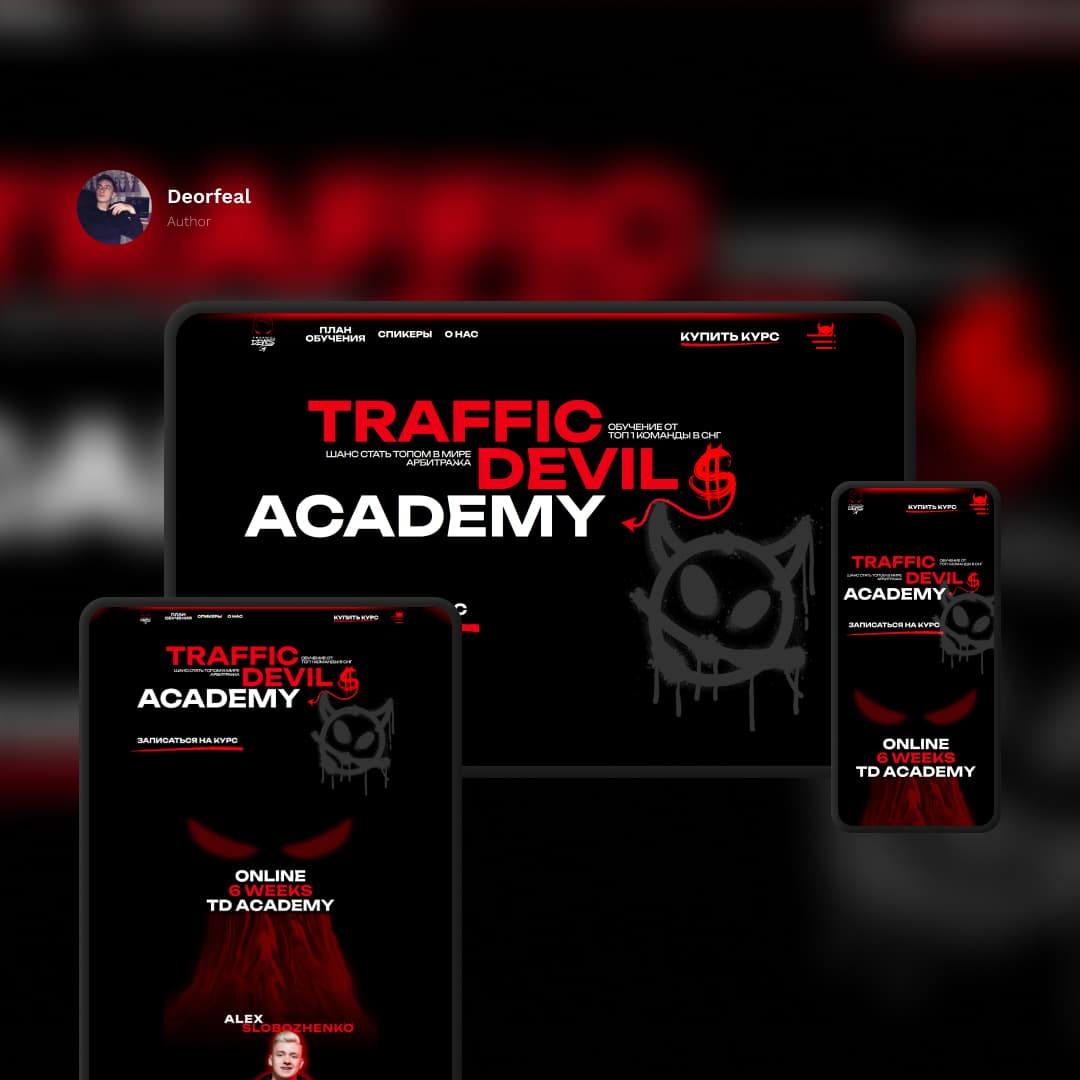 Deorfeal
Author
ПЛАН
ОБУЧЕНИЯ
СПИКЕРЫ
О НАС
КУПИТЬ КУРС
TRAFFIC
ОБУЧЕНИЕ ОТ
ТОП 1 КОМАНДЫ В СНГ
ШАНС СТАТЬ ТОПОМ В МИРЕ
АРБИТРАЖА
DEVIL $
ACADEMY
С
КУПИТЬ КУРС
TRAFFIC
ОБУЧЕНИЕ ОТ
ТОП 1 КОМАНДЫ В СНГ
ШАНС СТАТЬ ТОПОМ В МИРЕ
АРБИТРАЖА
DEVIL $
ACADEMY
ЗАПИСАТЬСЯ НА КУРС
ONLINE
6 WEEKS
TD ACADEMY
ПЛАН
ОБУЧЕНИЯ
СПИКЕРЫ
О НАС
КУПИТЬ КУРС
TRAFFIC
ОБУЧЕНИЕ ОТ
ТОП 1 КОМАНДЫ В СНГ
ШАНС СТАТЬ ТОПОМ В МИРЕ
АРБИТРАЖА
DEVIL $
ACADEMY
ЗАПИСАТЬСЯ НА КУРС
ONLINE
6 WEEKS
TD ACADEMY
ALEX
SLOBOZHENKO